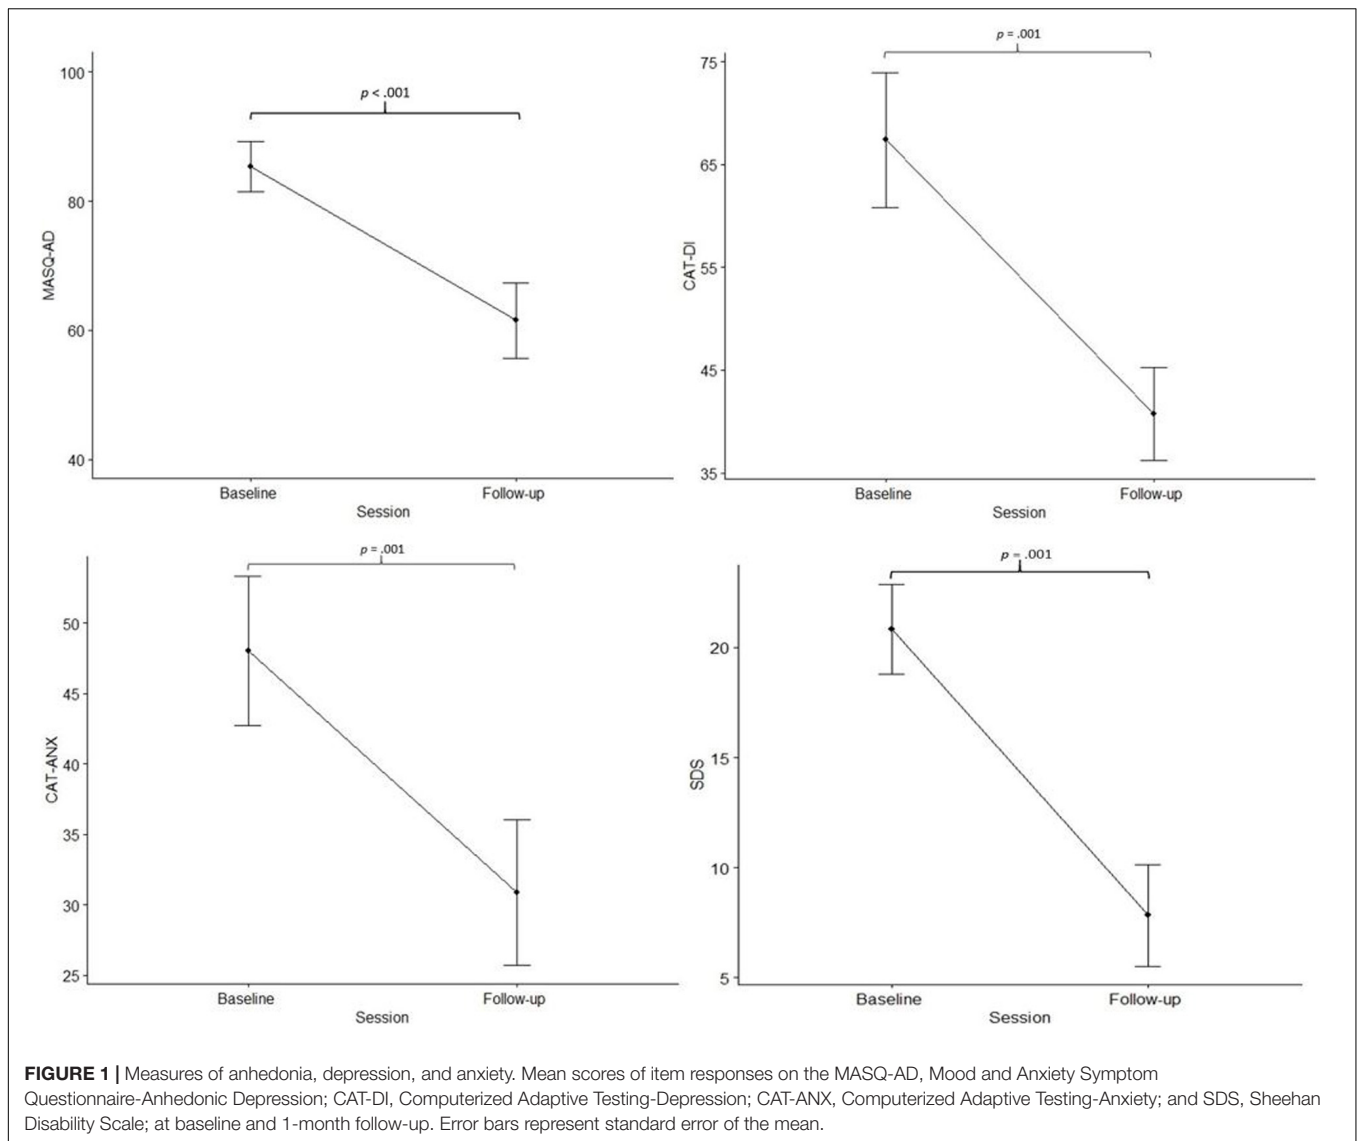 p < .001
100
80
60
40
MASQ-AD
Baseline
Follow-up
Session
p = .001
75
65
55
45
35
CAT-DI
Baseline
Follow-up
Session
p = .001
50
45
40
35
30
25
CAT-ANX
Baseline
Follow-up
Session
p = .001
20
15
10
5
SDS
Baseline
Follow-up
Session
FIGURE 1 | Measures of anhedonia, depression, and anxiety. Mean scores of item responses on the MASQ-AD, Mood and Anxiety Symptom
Questionnaire-Anhedonic Depression; CAT-DI, Computerized Adaptive Testing-Depression; CAT-ANX, Computerized Adaptive Testing-Anxiety; and SDS, Sheehan
Disability Scale; at baseline and 1-month follow-up. Error bars represent standard error of the mean.